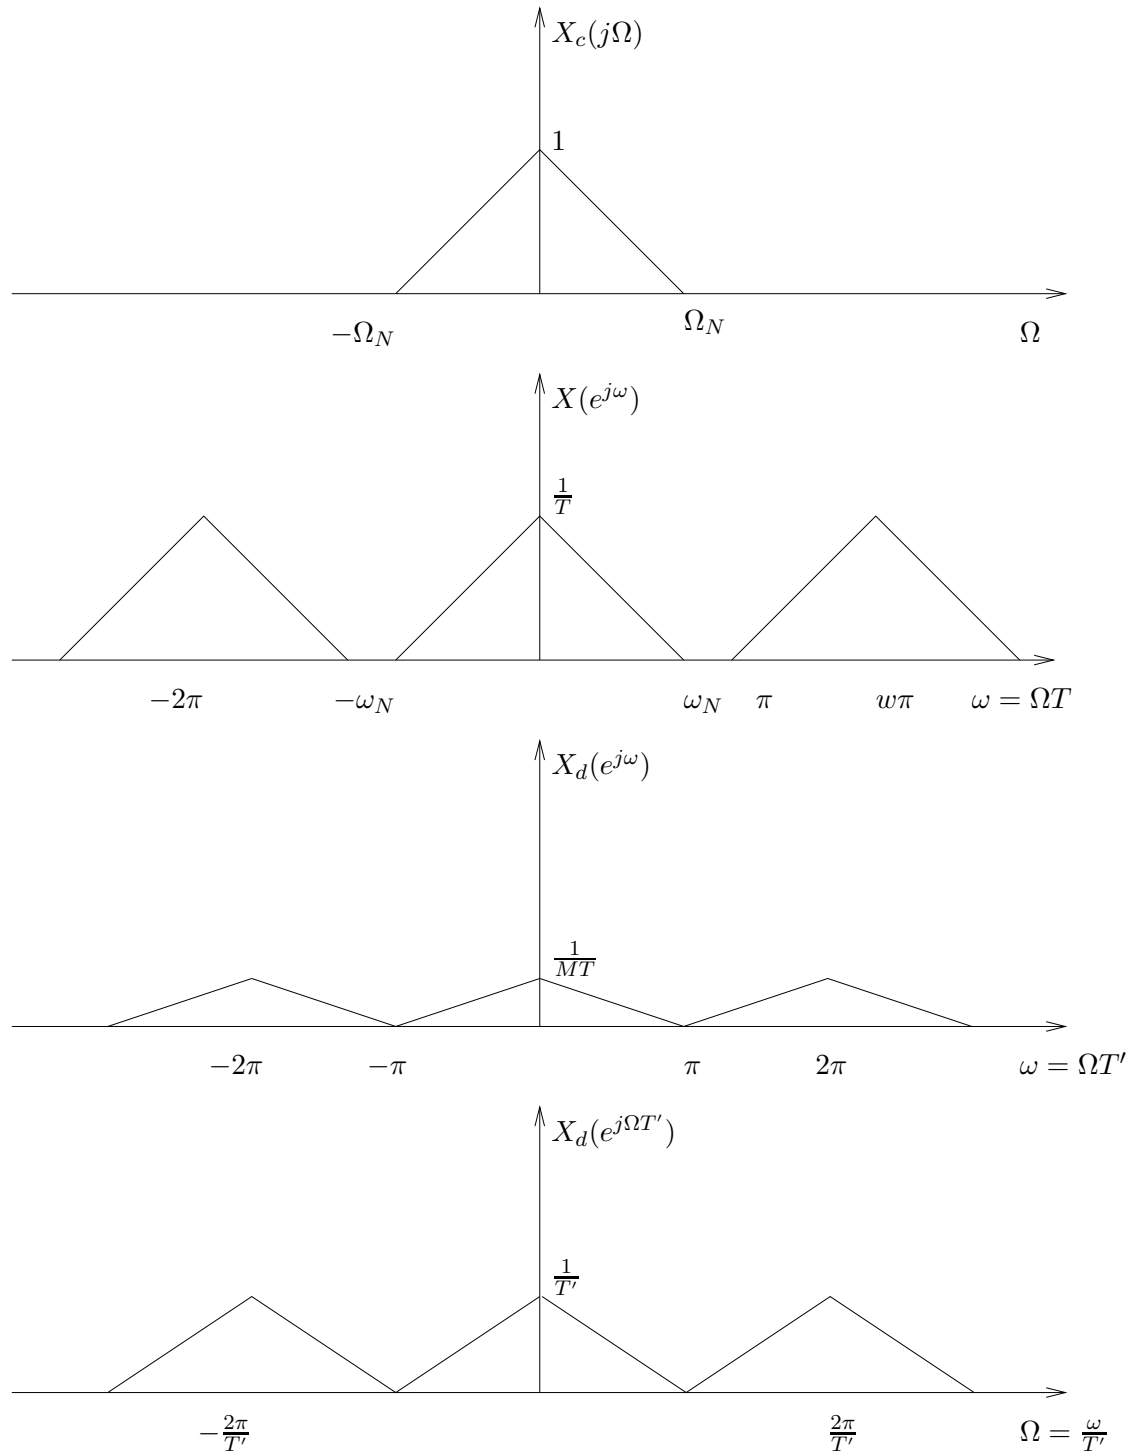 X_c(jΩ)
1
−Ω_N Ω_N Ω
X(e^{jω})
1/T
−2π −ω_N ω_N π wπ ω = ΩT
X_d(e^{jω})
1/MT
−2π −π π 2π ω = ΩT′
X_d(e^{jΩT′})
1/T′
−2π/T′ 2π/T′ Ω = ω/T′